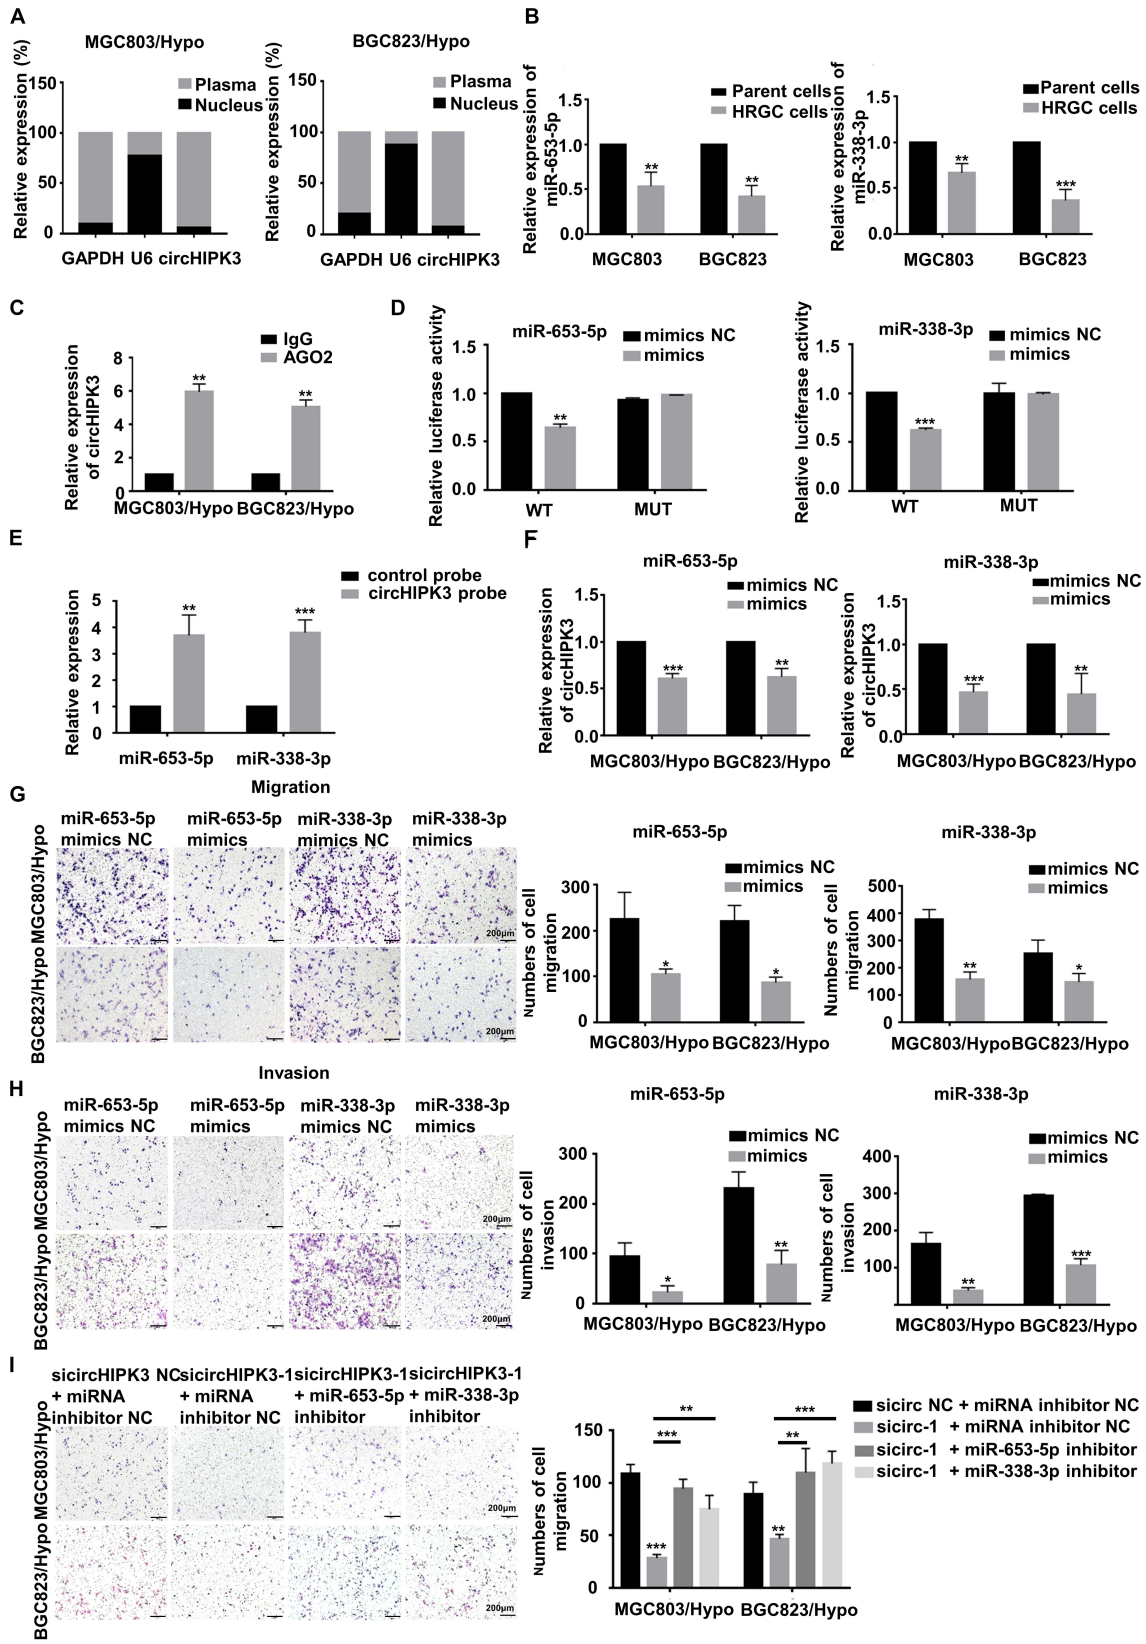 A
MGC803/Hypo
Relative expression (%)
150
100
50
0
Plasma
Nucleus
GAPDH U6 circHIPK3
BGC823/Hypo
Relative expression (%)
150
100
50
0
Plasma
Nucleus
GAPDH U6 circHIPK3
B
Relative expression of
miR-653-5p
1.5
1.0
0.5
0.0
Parent cells
HRGC cells
**
**
MGC803 BGC823
Relative expression of
miR-338-3p
1.5
1.0
0.5
0.0
Parent cells
HRGC cells
**
***
MGC803 BGC823
C
Relative expression
of circHIPK3
8
6
4
2
0
IgG
AGO2
**
**
MGC803/Hypo BGC823/Hypo
D
miR-653-5p
Relative luciferase activity
1.5
1.0
0.5
0.0
mimics NC
mimics
**
WT MUT
miR-338-3p
Relative luciferase activity
1.5
1.0
0.5
0.0
mimics NC
mimics
***
WT MUT
E
Relative expression
5
4
3
2
1
0
control probe
circHIPK3 probe
**
***
miR-653-5p miR-338-3p
F
miR-653-5p
Relative expression
of circHIPK3
1.5
1.0
0.5
0.0
mimics NC
mimics
***
**
MGC803/Hypo BGC823/Hypo
miR-338-3p
Relative expression
of circHIPK3
1.5
1.0
0.5
0.0
mimics NC
mimics
***
**
MGC803/Hypo BGC823/Hypo
G
Migration
miR-653-5p
mimics NC
miR-653-5p
mimics
miR-338-3p
mimics NC
miR-338-3p
mimics
MGC803/Hypo
BGC823/Hypo
200μm
200μm
miR-653-5p
Numbers of cell
migration
300
200
100
0
mimics NC
mimics
*
*
MGC803/Hypo BGC823/Hypo
miR-338-3p
Numbers of cell
migration
500
400
300
200
100
0
mimics NC
mimics
**
*
MGC803/Hypo BGC823/Hypo
H
Invasion
miR-653-5p
mimics NC
miR-653-5p
mimics
miR-338-3p
mimics NC
miR-338-3p
mimics
MGC803/Hypo
BGC823/Hypo
200μm
200μm
miR-653-5p
Numbers of cell
invasion
300
200
100
0
mimics NC
mimics
*
**
MGC803/Hypo BGC823/Hypo
miR-338-3p
Numbers of cell
invasion
400
300
200
100
mimics NC
mimics
**
***
MGC803/Hypo BGC823/Hypo
I
sicircHIPK3 NC
+ miRNA
inhibitor NC
sicircHIPK3-1
+ miRNA
inhibitor NC
sicircHIPK3-1
+ miR-653-5p
inhibitor
sicircHIPK3-1
+ miR-338-3p
inhibitor
MGC803/Hypo
BGC823/Hypo
200μm
200μm
Numbers of cell
migration
150
100
50
0
**
***
***
***
**
**
MGC803/Hypo BGC823/Hypo
sicirc NC + miRNA inhibitor NC
sicirc-1 + miRNA inhibitor NC
sicirc-1 + miR-653-5p inhibitor
sicirc-1 + miR-338-3p inhibitor